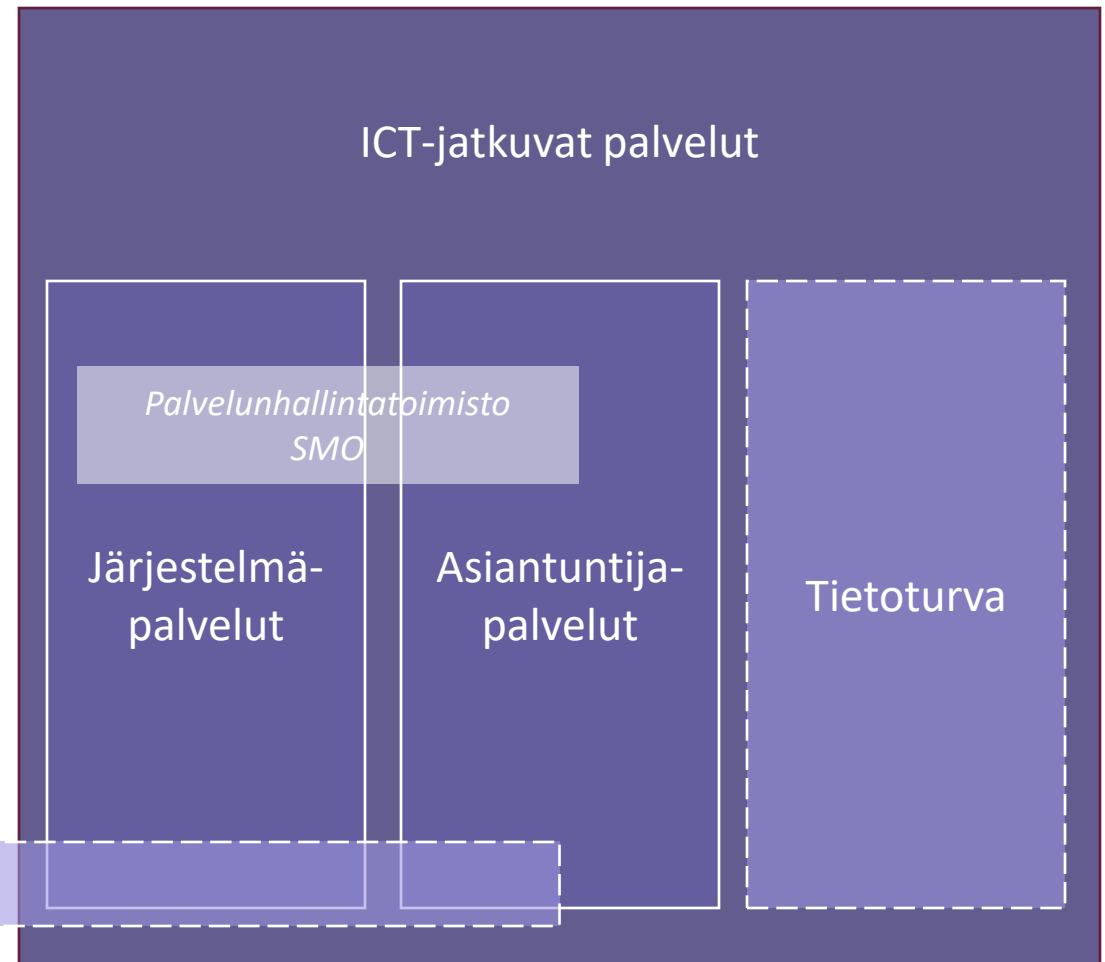 ICT-jatkuvat palvelut
Palvelunhallintatoimisto
SMO
Järjestelmä-
palvelut
Asiantuntija-
palvelut
Tietoturva